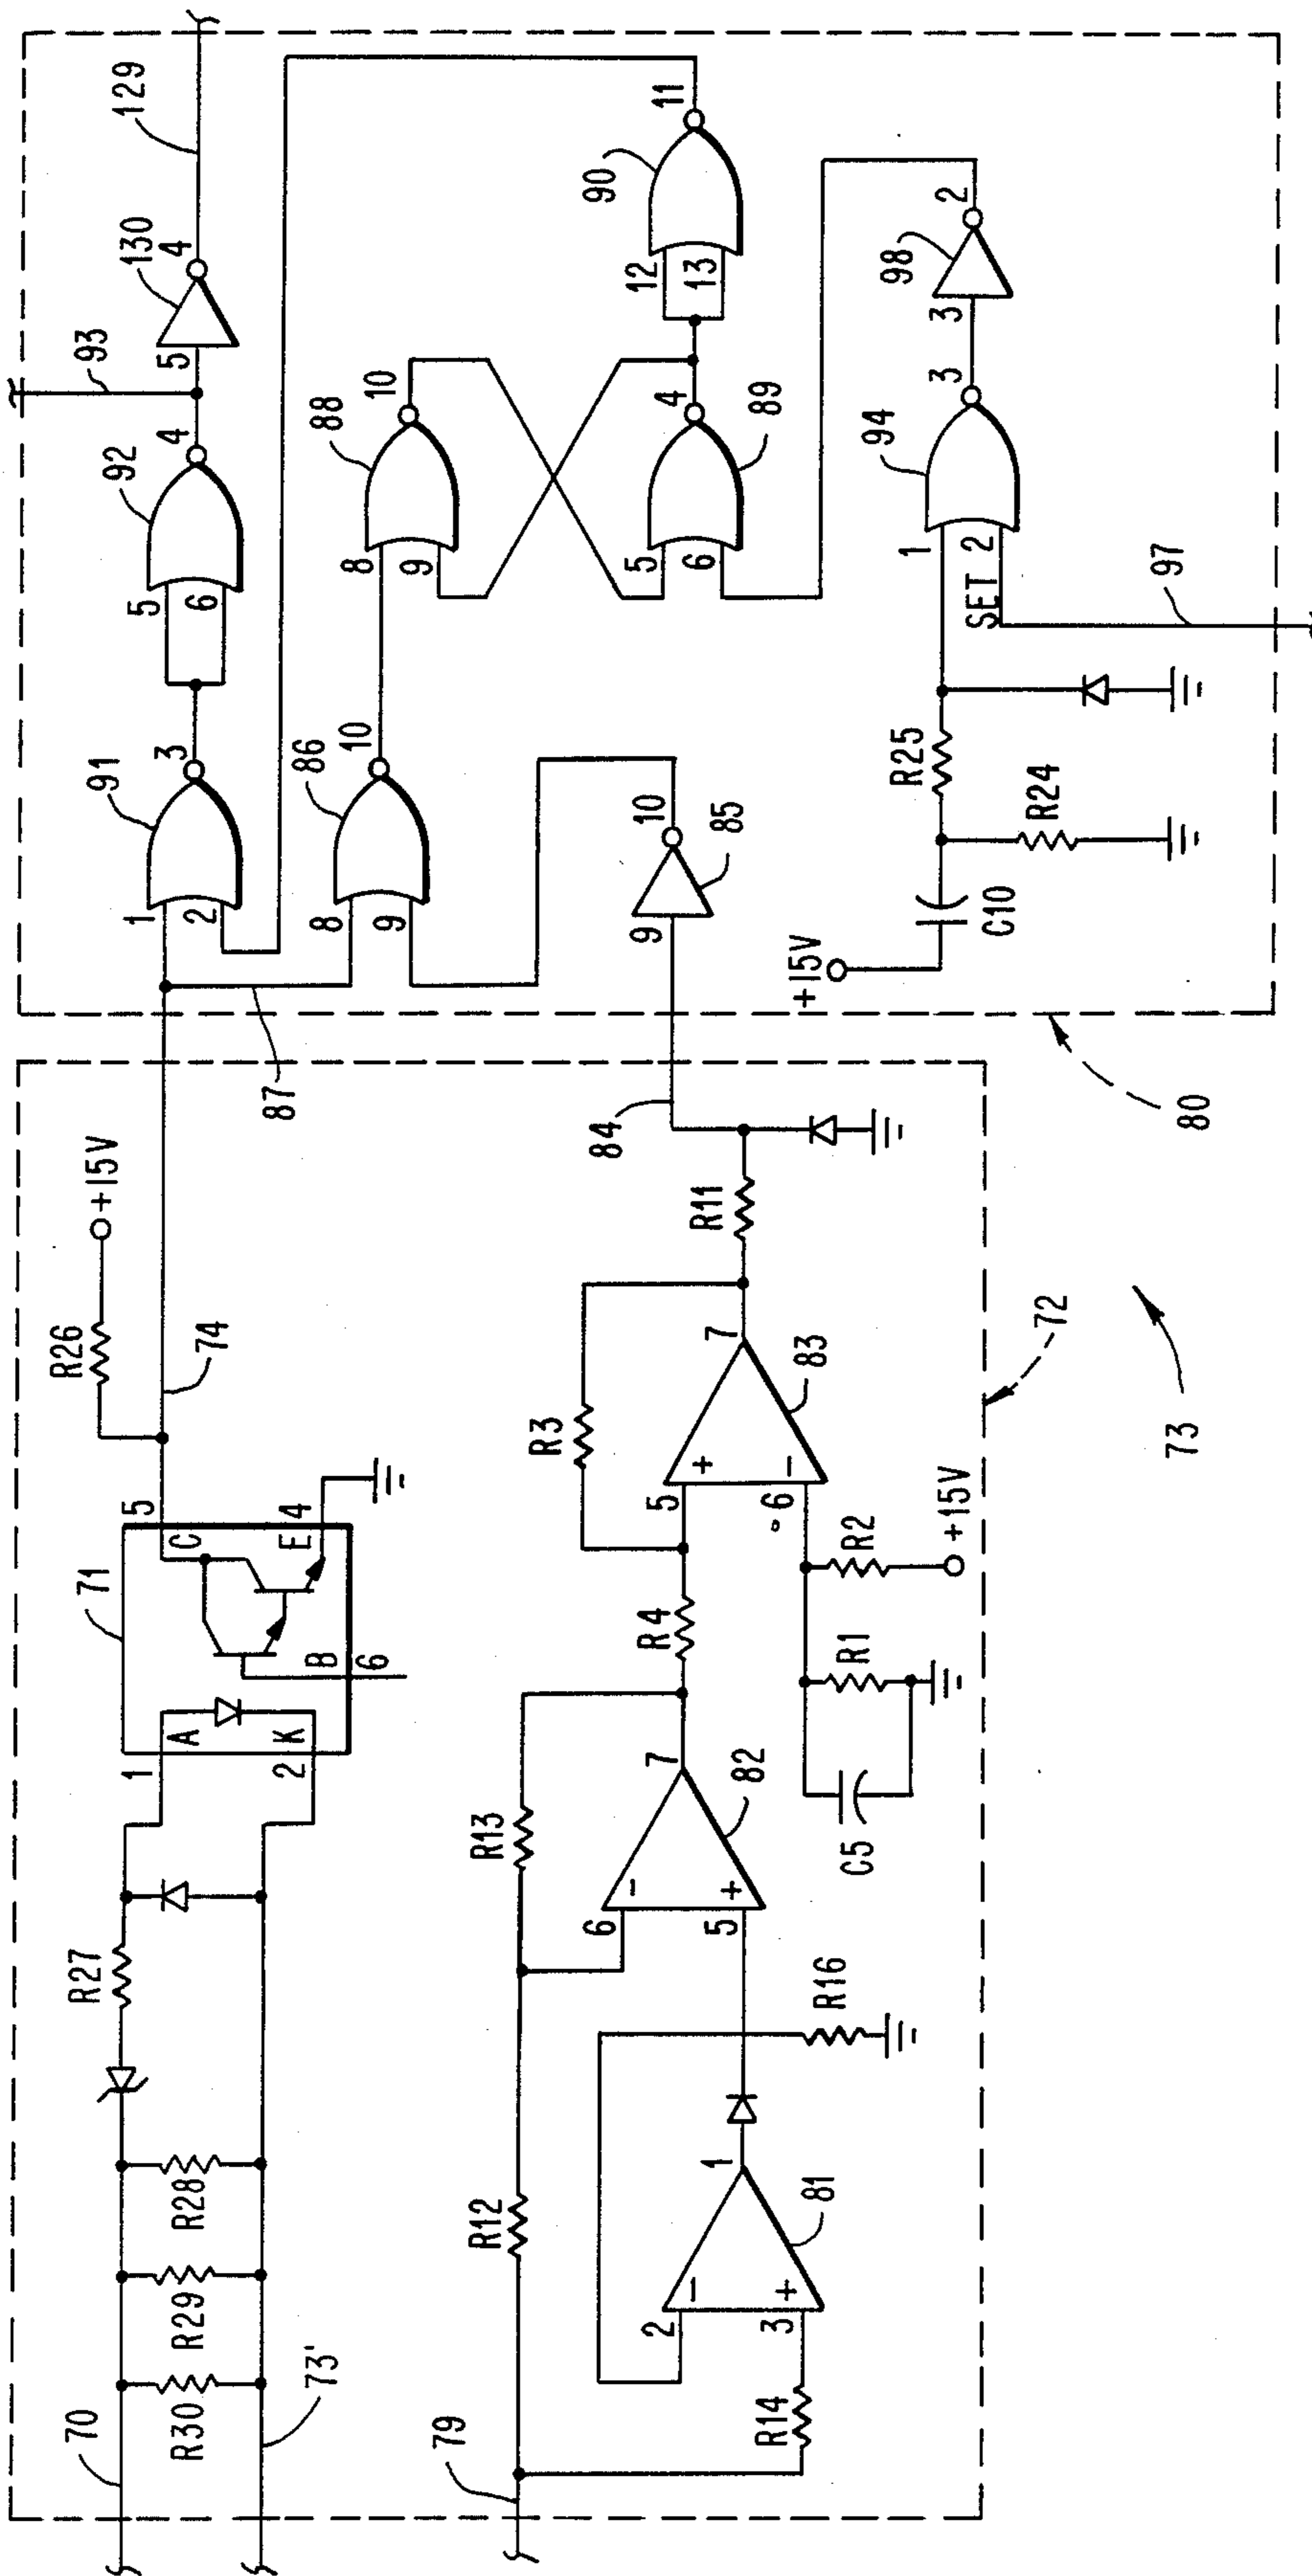 70
R30
R29
R28
73'
R27
1
2
A
K
71
B
6
C
E
5
4
R26
+15V
74
87
79
R12
R14
2
3
−
+
1
81
R16
R13
6
5
−
+
7
82
C5
R1
R2
+15V
R4
R3
5
6
+
−
7
83
R11
84
72
73
80
1
2
91
3
5
6
92
4
93
5
130
4
129
8
9
86
10
9
85
10
8
9
88
10
5
6
89
4
12
13
90
11
+15V
C10
R25
R24
1
2
SET
97
94
3
3
98
2